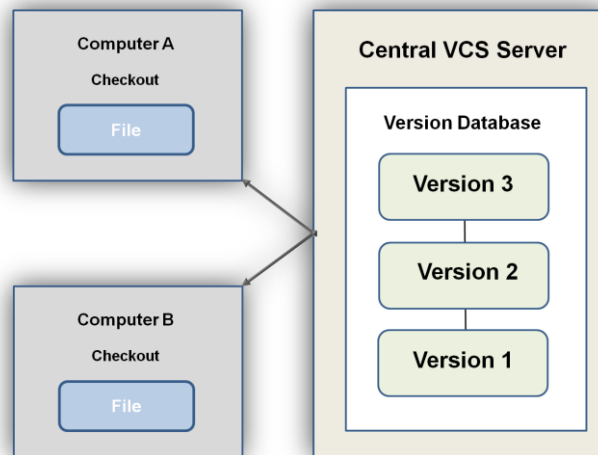 Computer A
Checkout
File
Computer B
Checkout
File
Central VCS Server
Version Database
Version 3
Version 2
Version 1